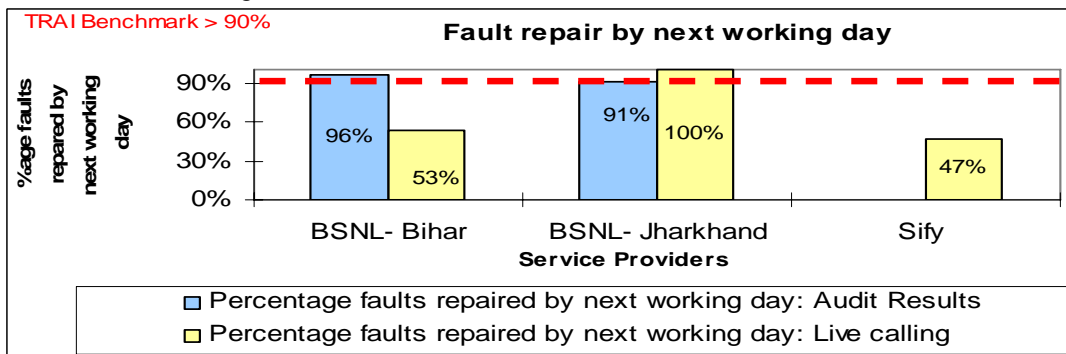 TRAI Benchmark > 90%
Fault repair by next working day
%age faults
repared by
next working
day
90%
60%
30%
0%
96%
53%
91%
100%
47%
BSNL- Bihar
BSNL- Jharkhand
Sify
Service Providers
Percentage faults repaired by next working day: Audit Results
Percentage faults repaired by next working day: Live calling